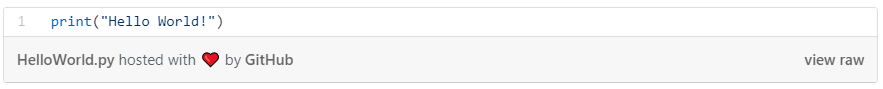 1 print("Hello World!")
HelloWorld.py hosted with ❤ by GitHub view raw